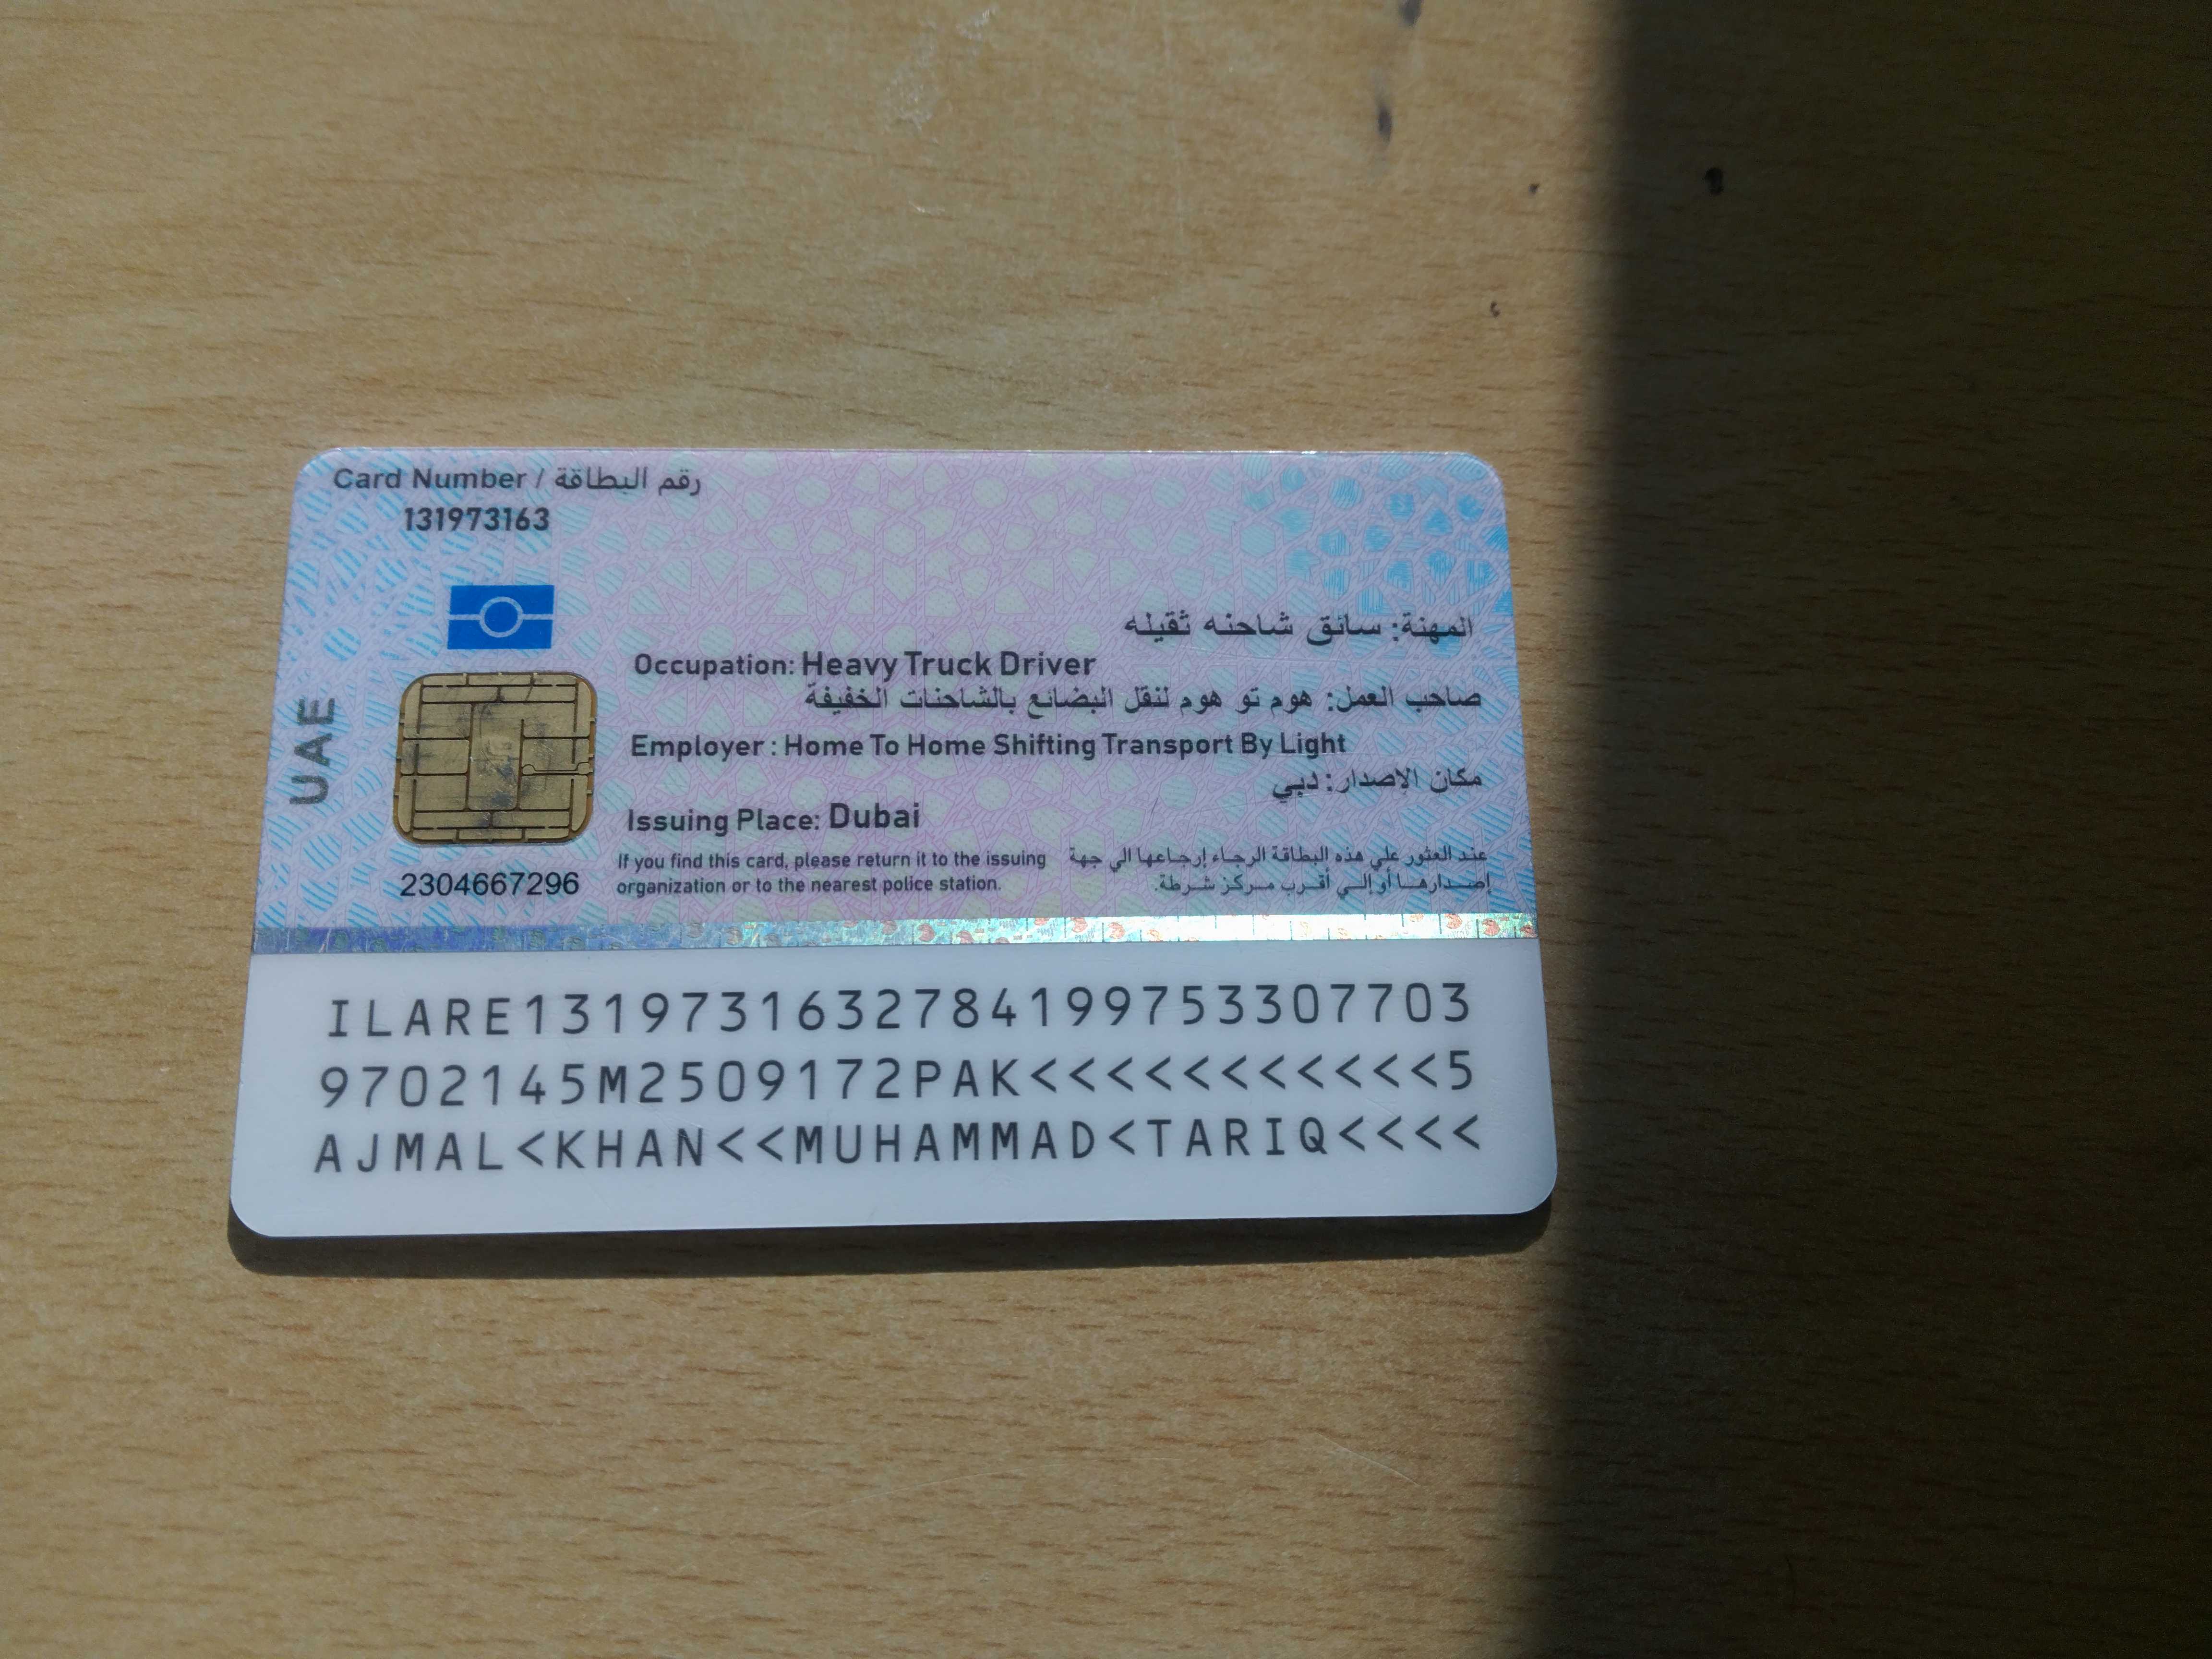 Card Number / رقم البطاقة
131973163
UAE
المهنة: سائق شاحنه ثقيله
Occupation: Heavy Truck Driver
صاحب العمل: هوم تو هوم لنقل البضائع بالشاحنات الخفيفة
Employer : Home To Home Shifting Transport By Light
مكان الإصدار: دبي
Issuing Place: Dubai
If you find this card, please return it to the issuing
organization or to the nearest police station.
عند العثور علي هذه البطاقة الرجاء إرجاعها الي جهة
إصدارها أو إلي أقرب مركز شرطة.
2304667296
ILARE1319731632784199753307703
9702145M2509172PAK<<<<<<<<<<<5
AJMAL<KHAN<<MUHAMMAD<TARIQ<<<<